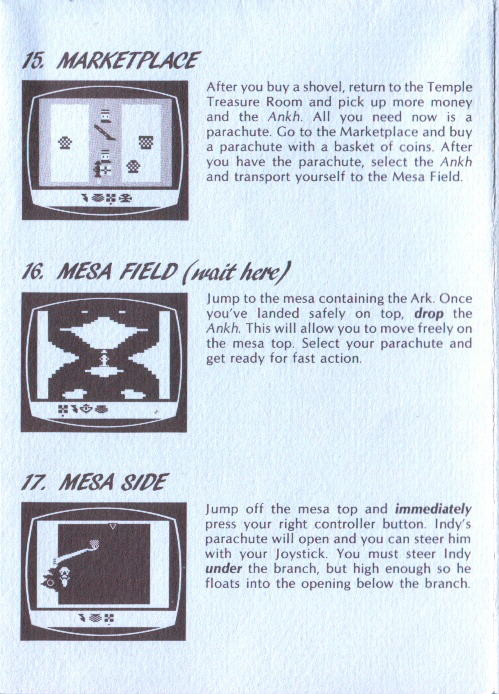 15. MARKETPLACE
After you buy a shovel, return to the Temple
Treasure Room and pick up more money
and the Ankh. All you need now is a
parachute. Go to the Marketplace and buy
a parachute with a basket of coins. After
you have the parachute, select the Ankh
and transport yourself to the Mesa Field.
16. MESA FIELD (wait here)
Jump to the mesa containing the Ark. Once
you've landed safely on top, drop the
Ankh. This will allow you to move freely on
the mesa top. Select your parachute and
get ready for fast action.
17. MESA SIDE
Jump off the mesa top and immediately
press your right controller button. Indy's
parachute will open and you can steer him
with your Joystick. You must steer Indy
under the branch, but high enough so he
floats into the opening below the branch.